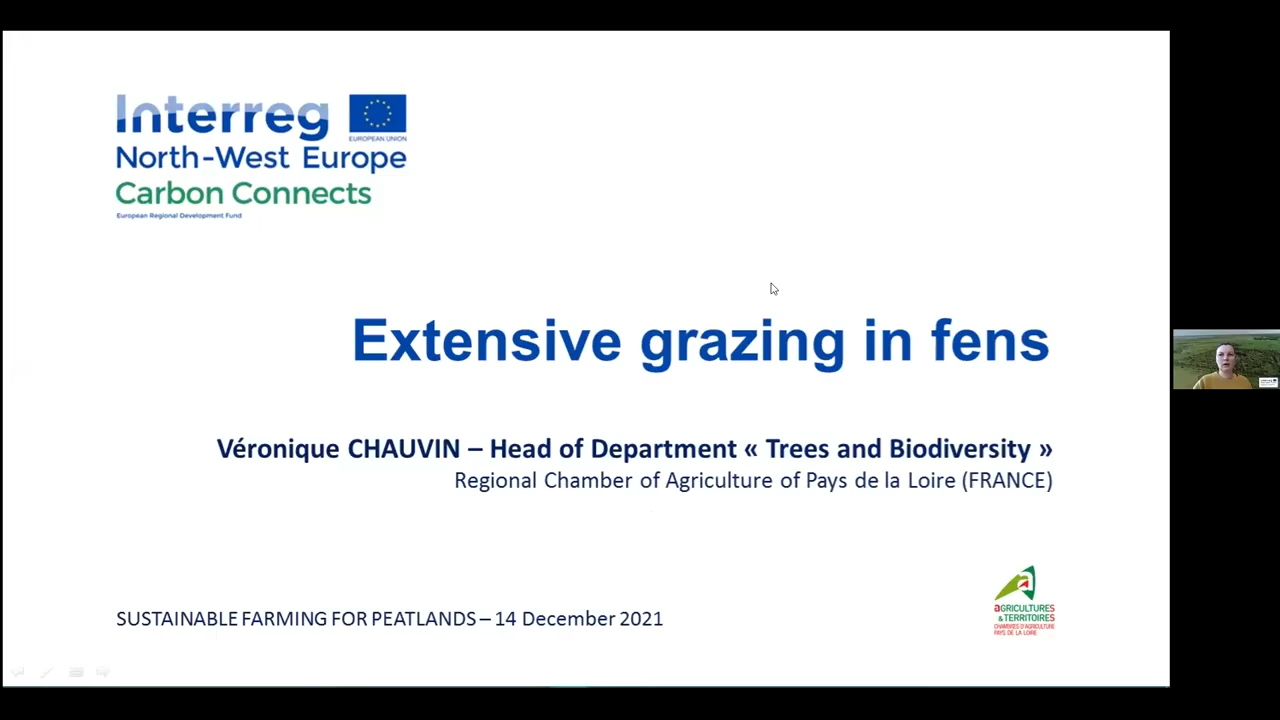 Interreg
EUROPEAN UNION
North-West Europe
Carbon Connects
European Regional Development Fund
Extensive grazing in fens
Véronique CHAUVIN – Head of Department « Trees and Biodiversity »
Regional Chamber of Agriculture of Pays de la Loire (FRANCE)
SUSTAINABLE FARMING FOR PEATLANDS – 14 December 2021
aGRICULTURES
& TERRITOIRES
CHAMBRES D'AGRICULTURE
PAYS DE LA LOIRE